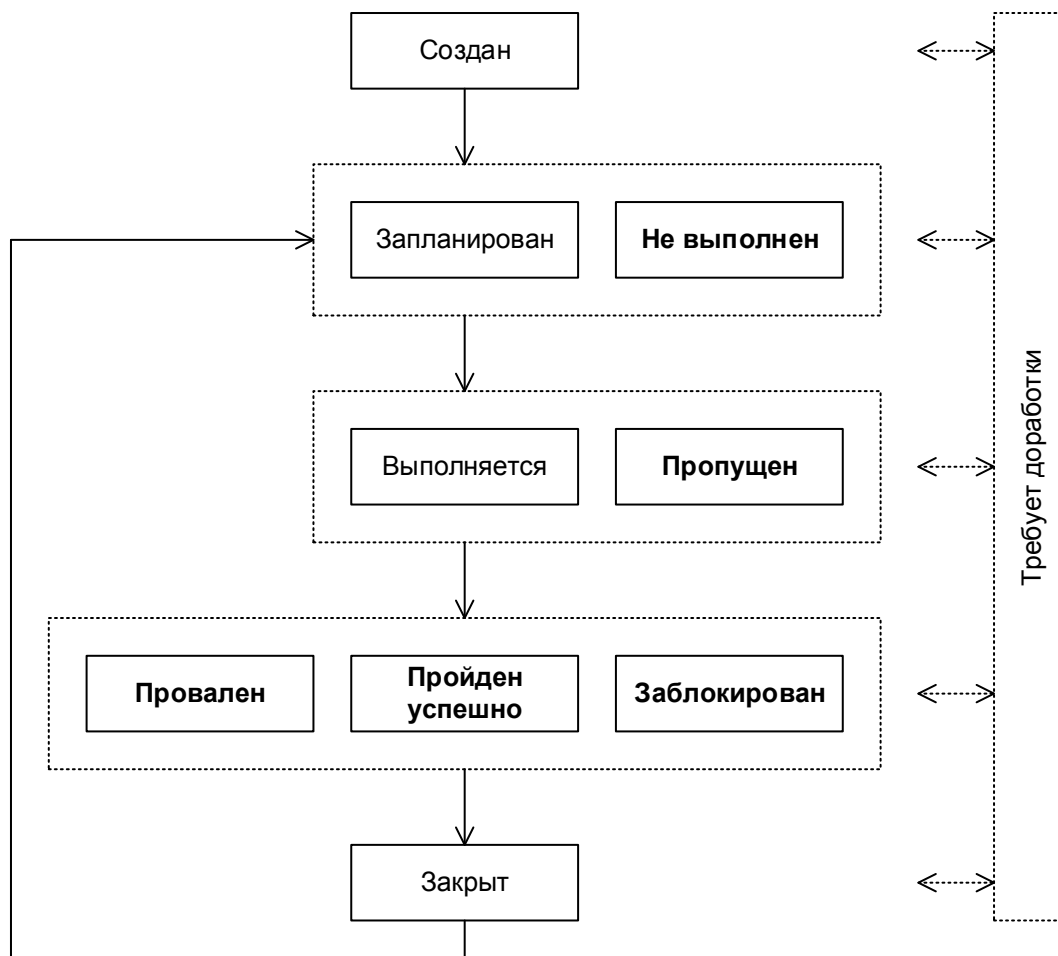 Создан
Запланирован
Не выполнен
Выполняется
Пропущен
Требует доработки
Провален
Пройден
успешно
Заблокирован
Закрыт